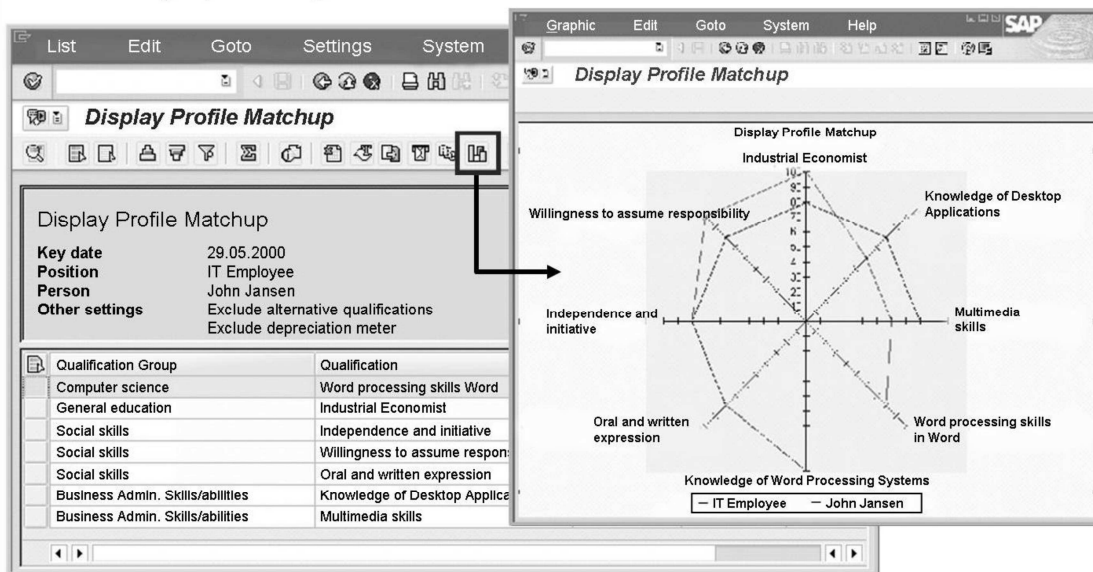 List Edit Goto Settings System
Display Profile Matchup
Display Profile Matchup
Key date 29.05.2000
Position IT Employee
Person John Jansen
Other settings Exclude alternative qualifications
Exclude depreciation meter
Qualification Group Qualification
Computer science Word processing skills Word
General education Industrial Economist
Social skills Independence and initiative
Social skills Willingness to assume respon
Social skills Oral and written expression
Business Admin. Skills/abilities Knowledge of Desktop Applica
Business Admin. Skills/abilities Multimedia skills
Graphic Edit Goto System Help SAP
Display Profile Matchup
Display Profile Matchup
Industrial Economist
Knowledge of Desktop
Applications
Willingness to assume responsibility
Independence and
initiative
Multimedia
skills
Oral and written
expression
Word processing skills
in Word
Knowledge of Word Processing Systems
– IT Employee – John Jansen